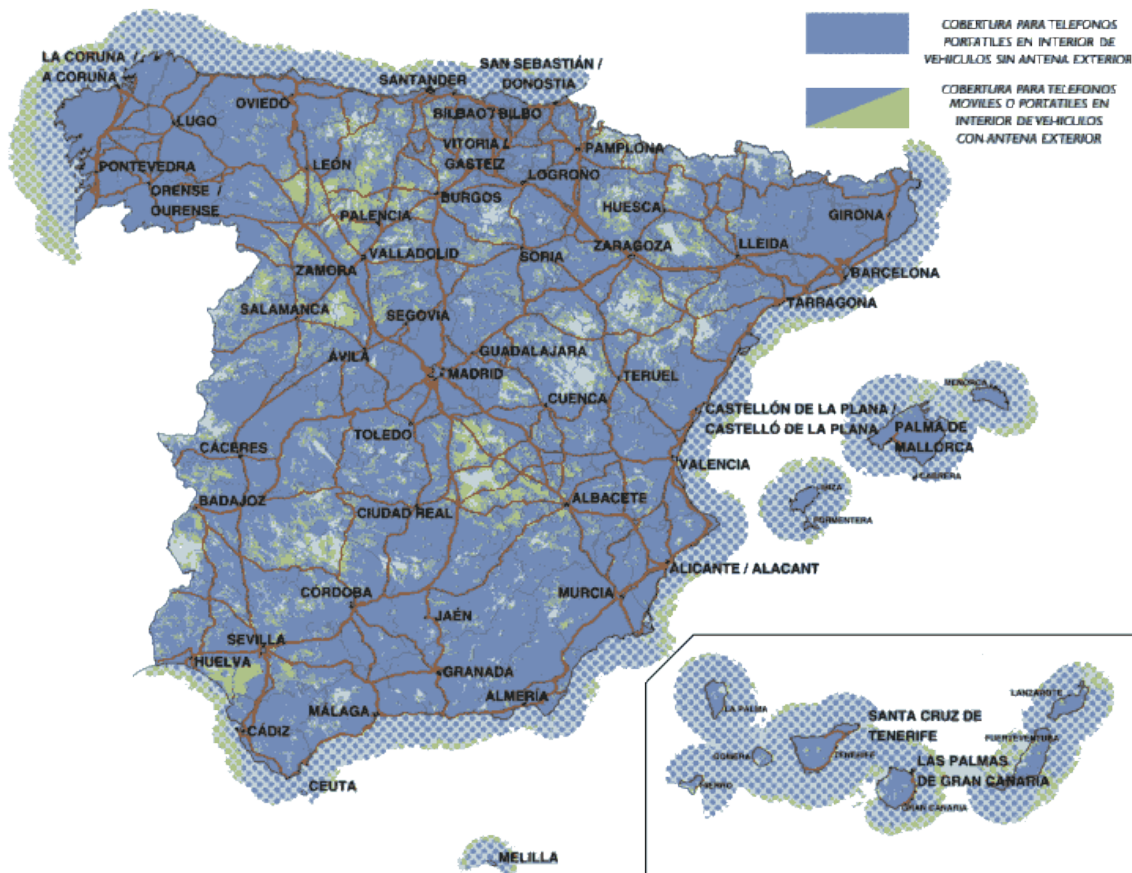 COBERTURA PARA TELEFONOS
PORTATILES EN INTERIOR DE
VEHICULOS SIN ANTENA EXTERIOR
COBERTURA PARA TELEFONOS
MOVILES O PORTATILES EN
INTERIOR DE VEHICULOS
CON ANTENA EXTERIOR
LA CORUÑA /
A CORUÑA
SANTANDER
SAN SEBASTIÁN /
DONOSTIA
OVIEDO
BILBAO / BILBO
LUGO
VITORIA /
GASTEIZ
PAMPLONA
PONTEVEDRA
LEÓN
LOGROÑO
ORENSE /
OURENSE
BURGOS
PALENCIA
HUESCA
GIRONA
VALLADOLID
SORIA
ZARAGOZA
LLEIDA
ZAMORA
BARCELONA
SALAMANCA
SEGOVIA
TARRAGONA
ÁVILA
GUADALAJARA
MADRID
TERUEL
MENORCA
CUENCA
CASTELLÓN DE LA PLANA /
CASTELLÓ DE LA PLANA
PALMA DE
MALLORCA
TOLEDO
CÁCERES
VALENCIA
CABRERA
IBIZA
BADAJOZ
CIUDAD REAL
ALBACETE
FORMENTERA
ALICANTE / ALACANT
CÓRDOBA
MURCIA
JAÉN
SEVILLA
HUELVA
GRANADA
ALMERÍA
MÁLAGA
CÁDIZ
CEUTA
MELILLA
LANZAROTE
LA PALMA
SANTA CRUZ DE
TENERIFE
FUERTEVENTURA
GOMERA
TENERIFE
LAS PALMAS
DE GRAN CANARIA
HIERRO
GRAN CANARIA